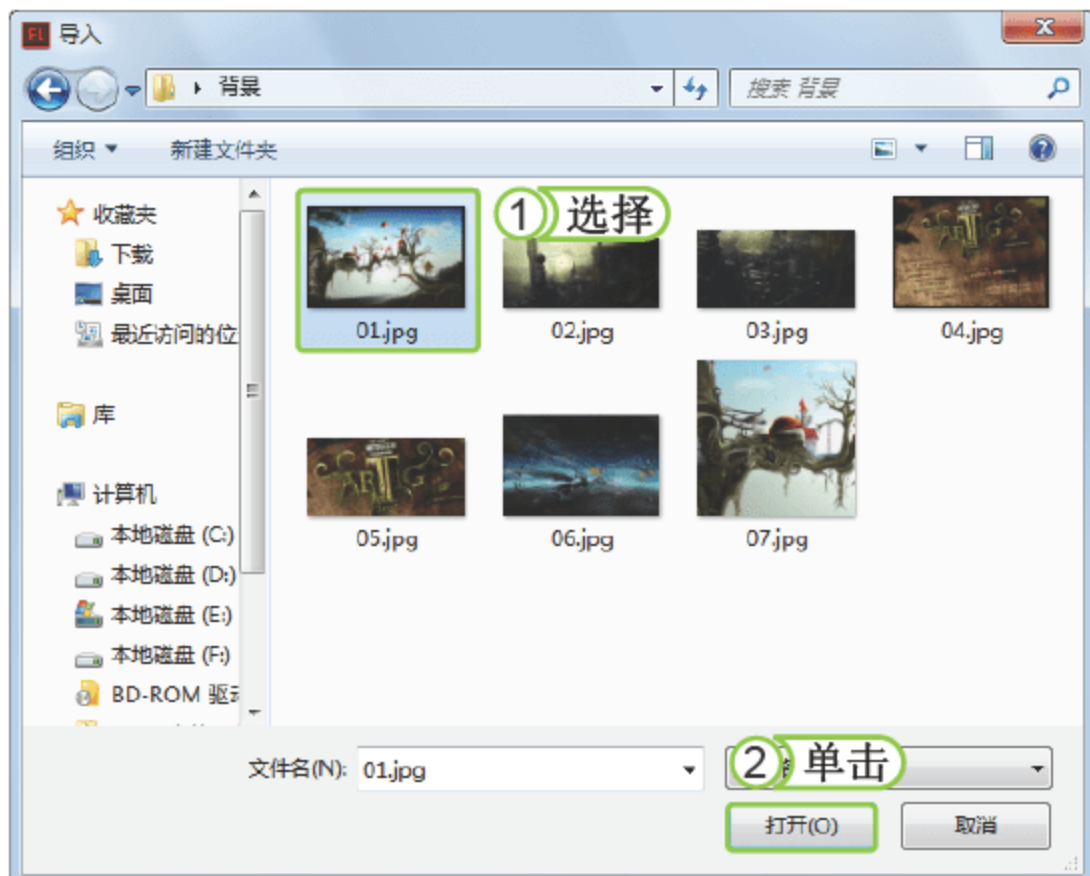 FL 导入
背景
搜索 背景
组织 新建文件夹
收藏夹
下载
桌面
最近访问的位
库
计算机
本地磁盘 (C:)
本地磁盘 (D:)
本地磁盘 (E:)
本地磁盘 (F:)
BD-ROM
① 选择
01.jpg 02.jpg 03.jpg 04.jpg
05.jpg 06.jpg 07.jpg
文件名(N): 01.jpg
② 单击
打开(O) 取消